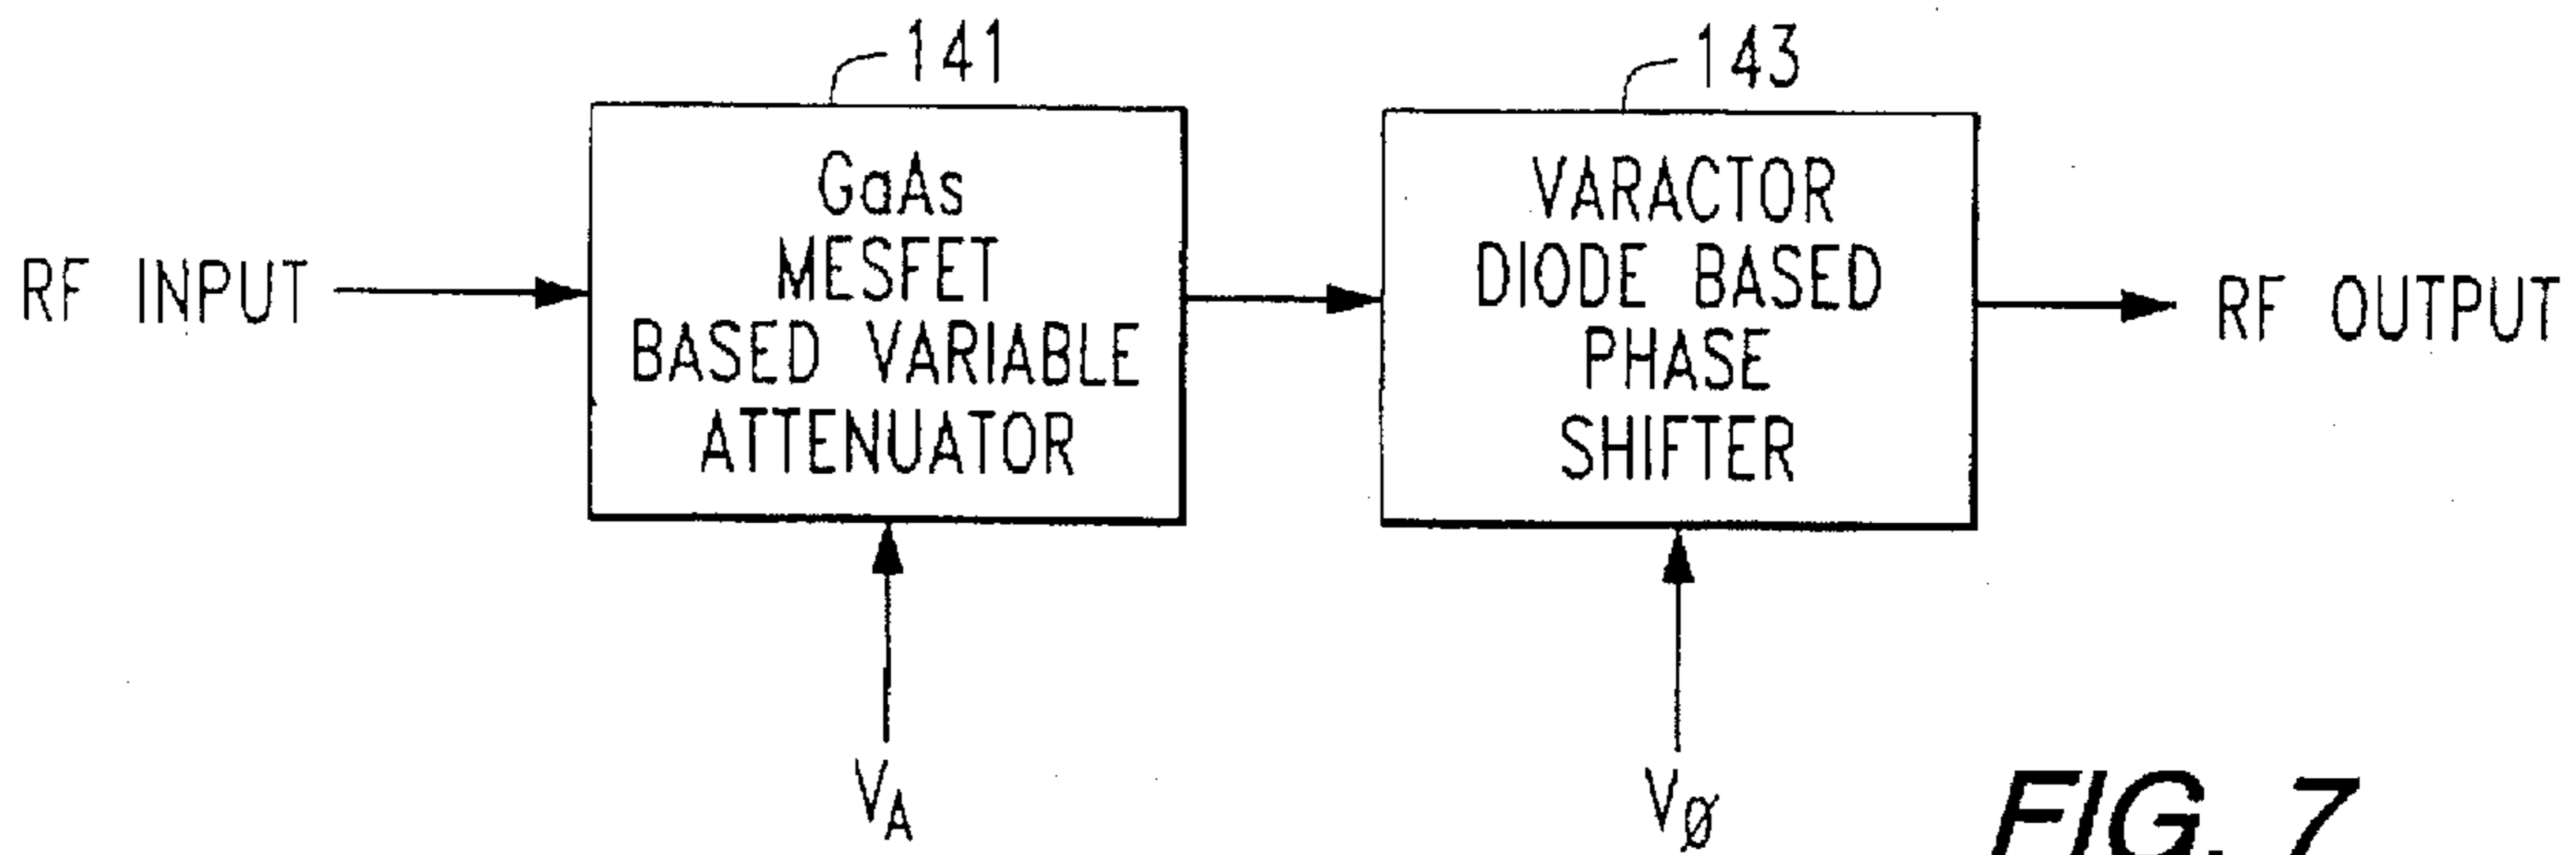 141
143
GaAs
MESFET
BASED VARIABLE
ATTENUATOR
VARACTOR
DIODE BASED
PHASE
SHIFTER
RF INPUT
RF OUTPUT
VA
VØ
FIG. 7